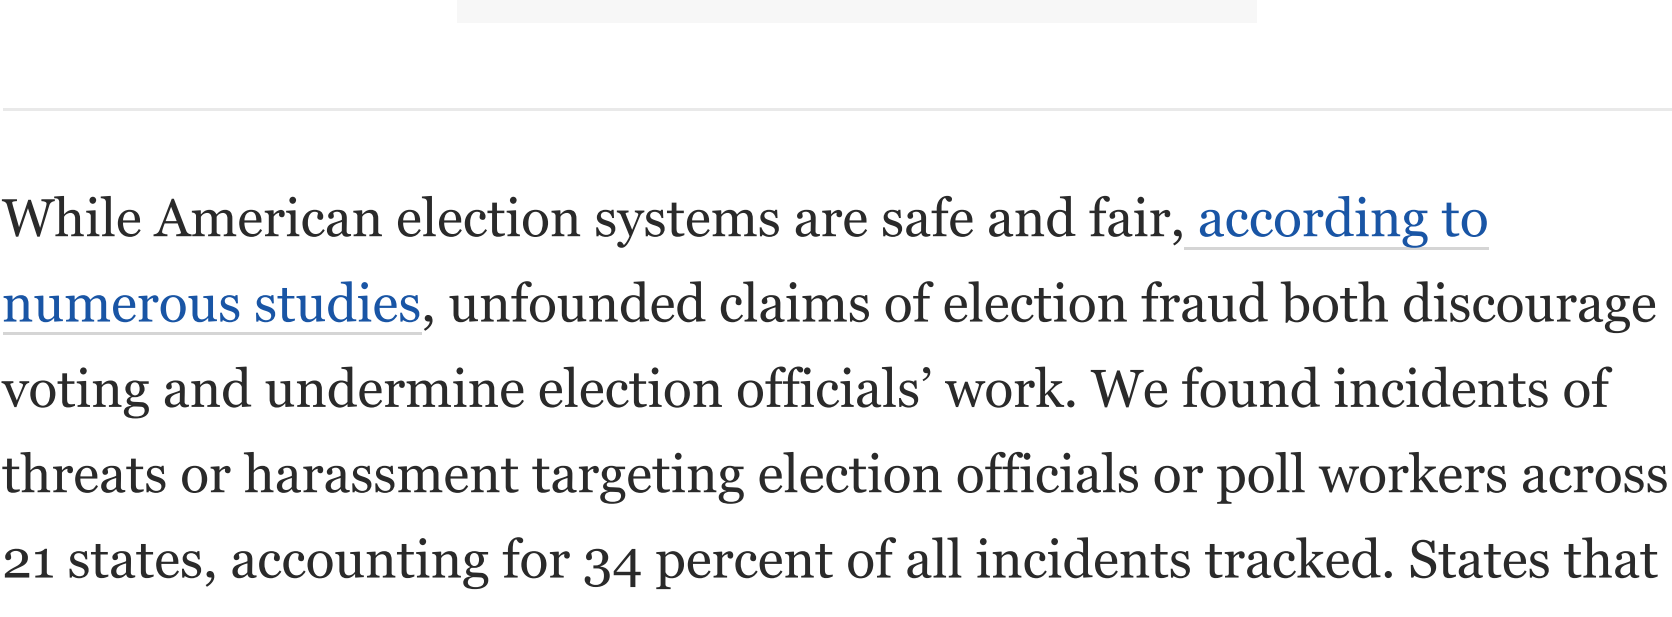 While American election systems are safe and fair, according to
numerous studies, unfounded claims of election fraud both discourage
voting and undermine election officials’ work. We found incidents of
threats or harassment targeting election officials or poll workers across
21 states, accounting for 34 percent of all incidents tracked. States that